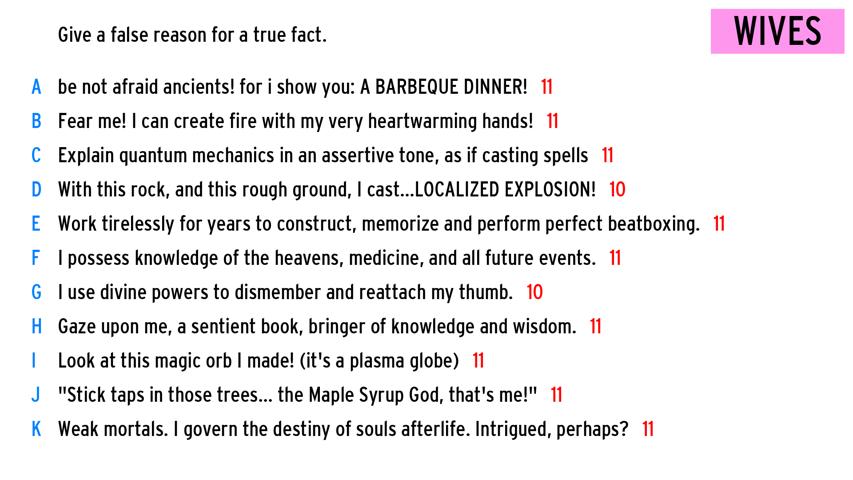 Give a false reason for a true fact.
WIVES
A be not afraid ancients! for i show you: A BARBEQUE DINNER! 11
B Fear me! I can create fire with my very heartwarming hands! 11
C Explain quantum mechanics in an assertive tone, as if casting spells 11
D With this rock, and this rough ground, I cast...LOCALIZED EXPLOSION! 10
E Work tirelessly for years to construct, memorize and perform perfect beatboxing. 11
F I possess knowledge of the heavens, medicine, and all future events. 11
G I use divine powers to dismember and reattach my thumb. 10
H Gaze upon me, a sentient book, bringer of knowledge and wisdom. 11
I Look at this magic orb I made! (it's a plasma globe) 11
J "Stick taps in those trees... the Maple Syrup God, that's me!" 11
K Weak mortals. I govern the destiny of souls afterlife. Intrigued, perhaps? 11